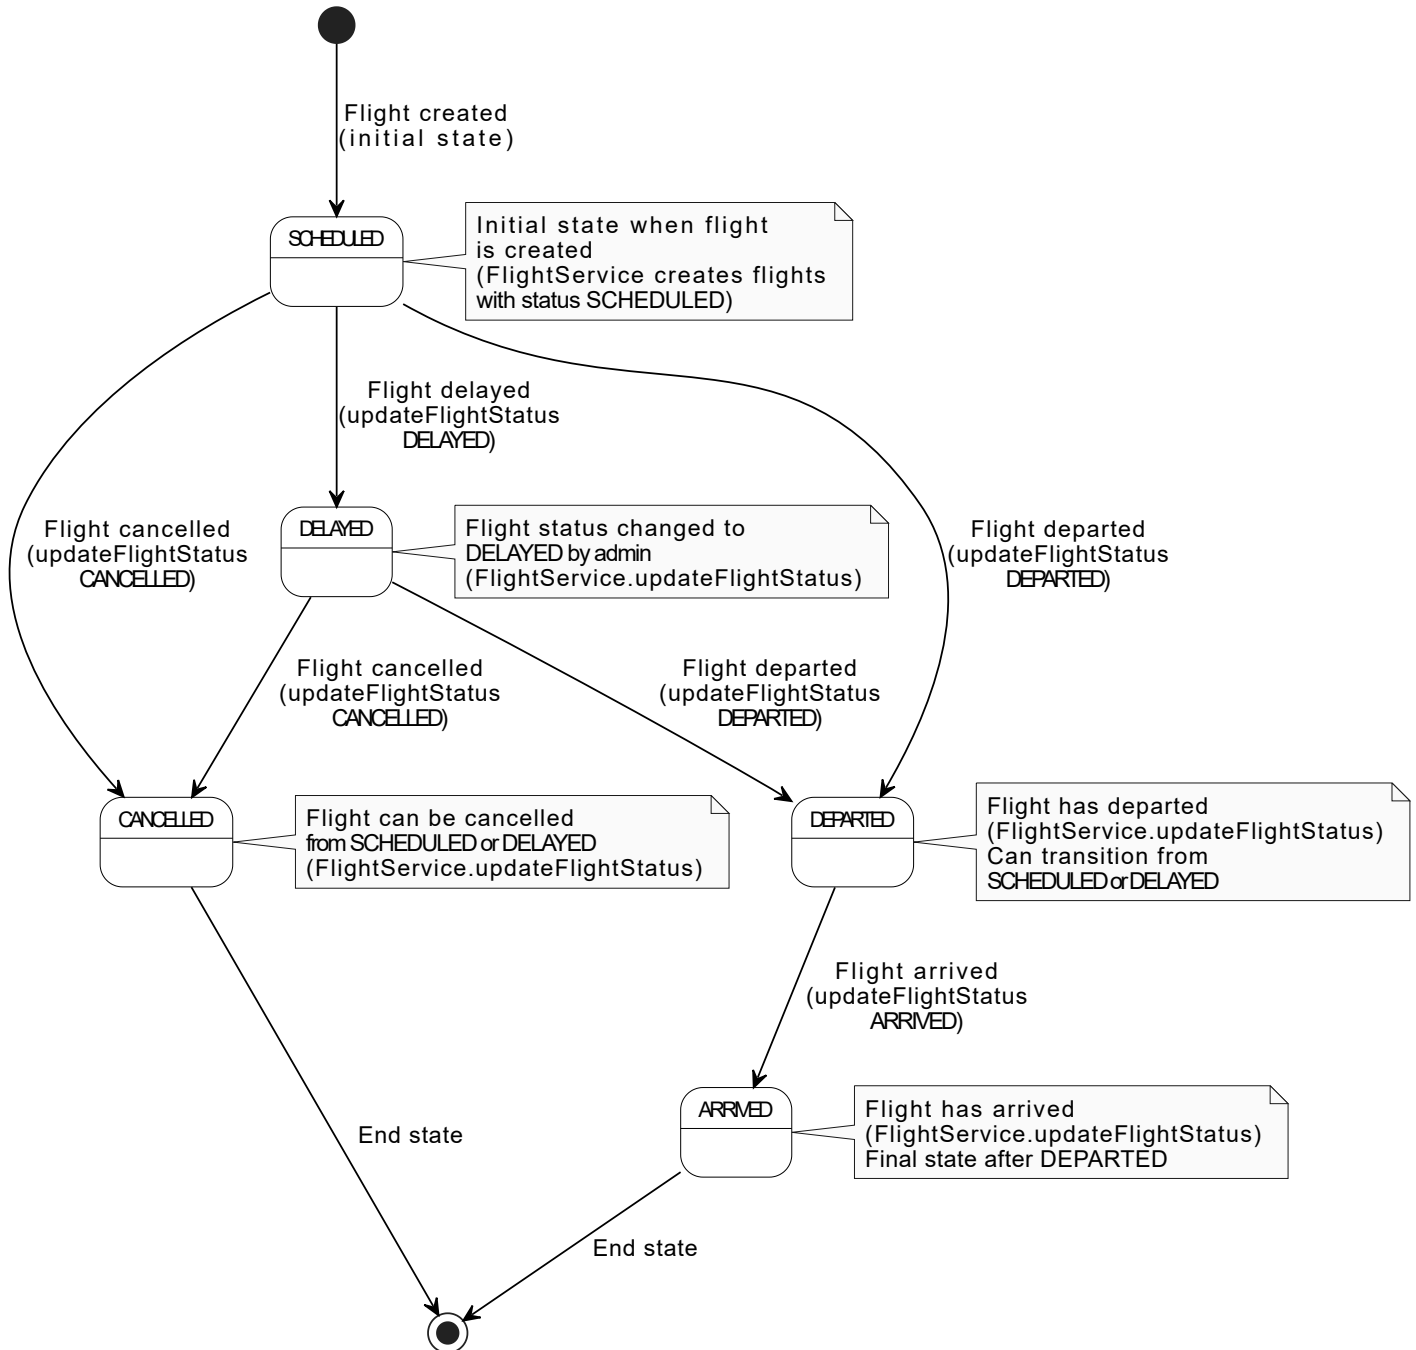 Flight created
(initial state)
SCHEDULED
Initial state when flight
is created
(FlightService creates flights
with status SCHEDULED)
Flight delayed
(updateFlightStatus
DELAYED)
Flight cancelled
(updateFlightStatus
CANCELLED)
DELAYED
Flight status changed to
DELAYED by admin
(FlightService.updateFlightStatus)
Flight departed
(updateFlightStatus
DEPARTED)
Flight cancelled
(updateFlightStatus
CANCELLED)
Flight departed
(updateFlightStatus
DEPARTED)
CANCELLED
Flight can be cancelled
from SCHEDULED or DELAYED
(FlightService.updateFlightStatus)
DEPARTED
Flight has departed
(FlightService.updateFlightStatus)
Can transition from
SCHEDULED or DELAYED
Flight arrived
(updateFlightStatus
ARRIVED)
ARRIVED
Flight has arrived
(FlightService.updateFlightStatus)
Final state after DEPARTED
End state
End state